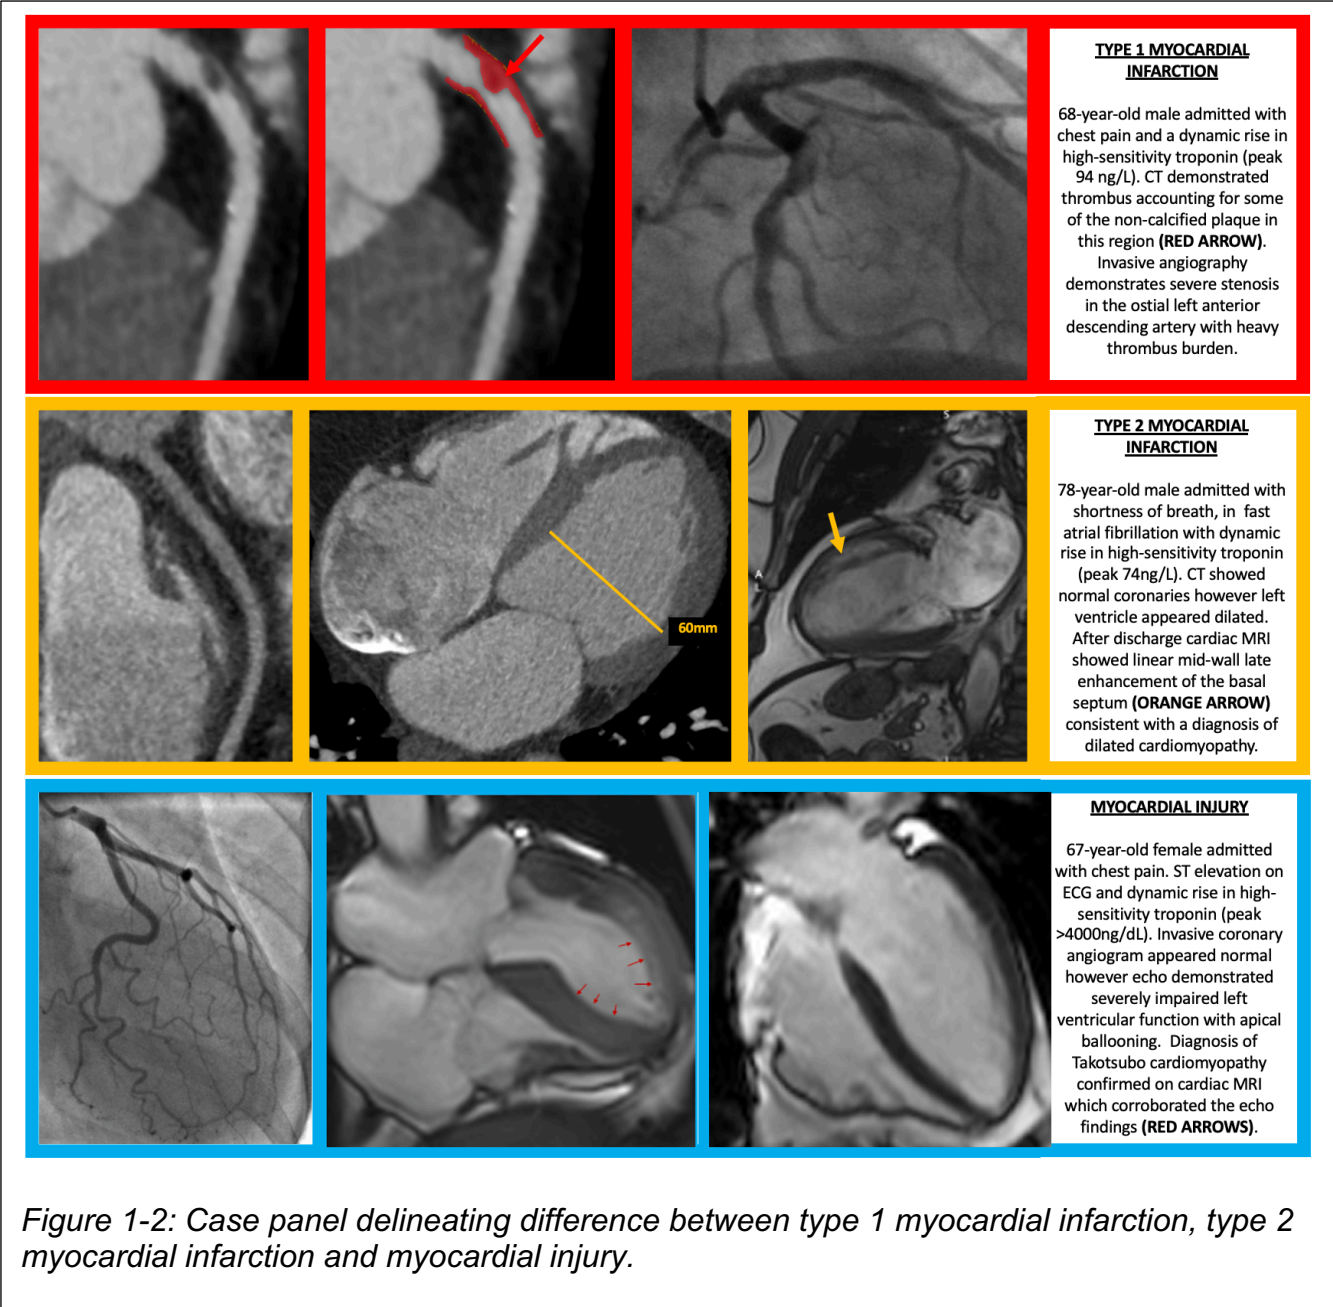 TYPE 1 MYOCARDIAL
INFARCTION
68-year-old male admitted with
chest pain and a dynamic rise in
high-sensitivity troponin (peak
94 ng/L). CT demonstrated
thrombus accounting for some
of the non-calcified plaque in
this region (RED ARROW).
Invasive angiography
demonstrates severe stenosis
in the ostial left anterior
descending artery with heavy
thrombus burden.
60mm
S
A
TYPE 2 MYOCARDIAL
INFARCTION
78-year-old male admitted with
shortness of breath, in fast
atrial fibrillation with dynamic
rise in high-sensitivity troponin
(peak 74ng/L). CT showed
normal coronaries however left
ventricle appeared dilated.
After discharge cardiac MRI
showed linear mid-wall late
enhancement of the basal
septum (ORANGE ARROW)
consistent with a diagnosis of
dilated cardiomyopathy.
MYOCARDIAL INJURY
67-year-old female admitted
with chest pain. ST elevation on
ECG and dynamic rise in high-
sensitivity troponin (peak
>4000ng/dL). Invasive coronary
angiogram appeared normal
however echo demonstrated
severely impaired left
ventricular function with apical
ballooning. Diagnosis of
Takotsubo cardiomyopathy
confirmed on cardiac MRI
which corroborated the echo
findings (RED ARROWS).
Figure 1-2: Case panel delineating difference between type 1 myocardial infarction, type 2
myocardial infarction and myocardial injury.